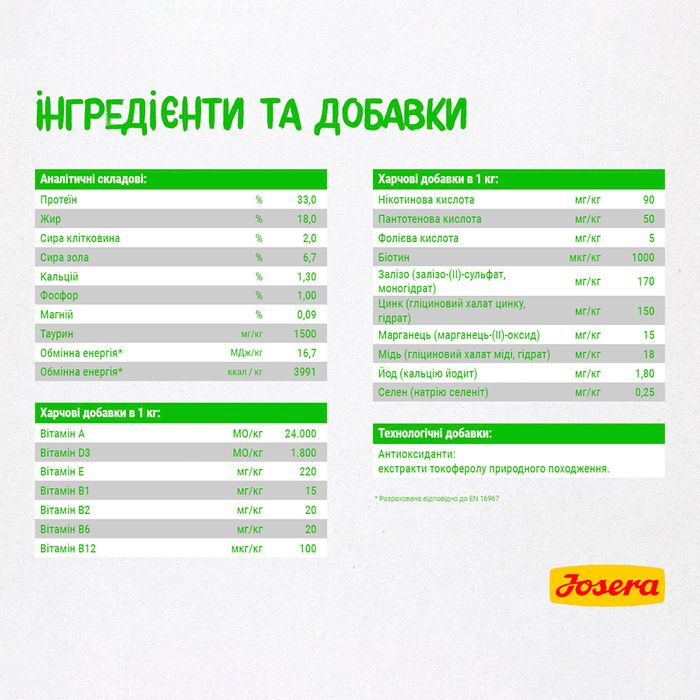 ІНГРЕДІЄНТИ ТА ДОБАВКИ
Аналітичні складові:
Протеїн % 33,0
Жир % 18,0
Сира клітковина % 2,0
Сира зола % 6,7
Кальцій % 1,30
Фосфор % 1,00
Магній % 0,09
Таурин мг/кг 1500
Обмінна енергія* МДж/кг 16,7
Обмінна енергія* ккал / кг 3991
Харчові добавки в 1 кг:
Вітамін A МО/кг 24.000
Вітамін D3 МО/кг 1.800
Вітамін E мг/кг 220
Вітамін B1 мг/кг 15
Вітамін B2 мг/кг 20
Вітамін B6 мг/кг 20
Вітамін B12 мкг/кг 100
Харчові добавки в 1 кг:
Нікотинова кислота мг/кг 90
Пантотенова кислота мг/кг 50
Фолієва кислота мг/кг 5
Біотин мкг/кг 1000
Залізо (залізо-(II)-сульфат,
моногідрат) мг/кг 170
Цинк (гліциновий халат цинку,
гідрат) мг/кг 150
Марганець (марганець-(II)-оксид) мг/кг 15
Мідь (гліциновий халат міді, гідрат) мг/кг 18
Йод (кальцію йодит) мг/кг 1,80
Селен (натрію селеніт) мг/кг 0,25
Технологічні добавки:
Антиоксиданти:
екстракти токоферолу природного походження.
* Розраховано відповідно до EN 16967
Josera